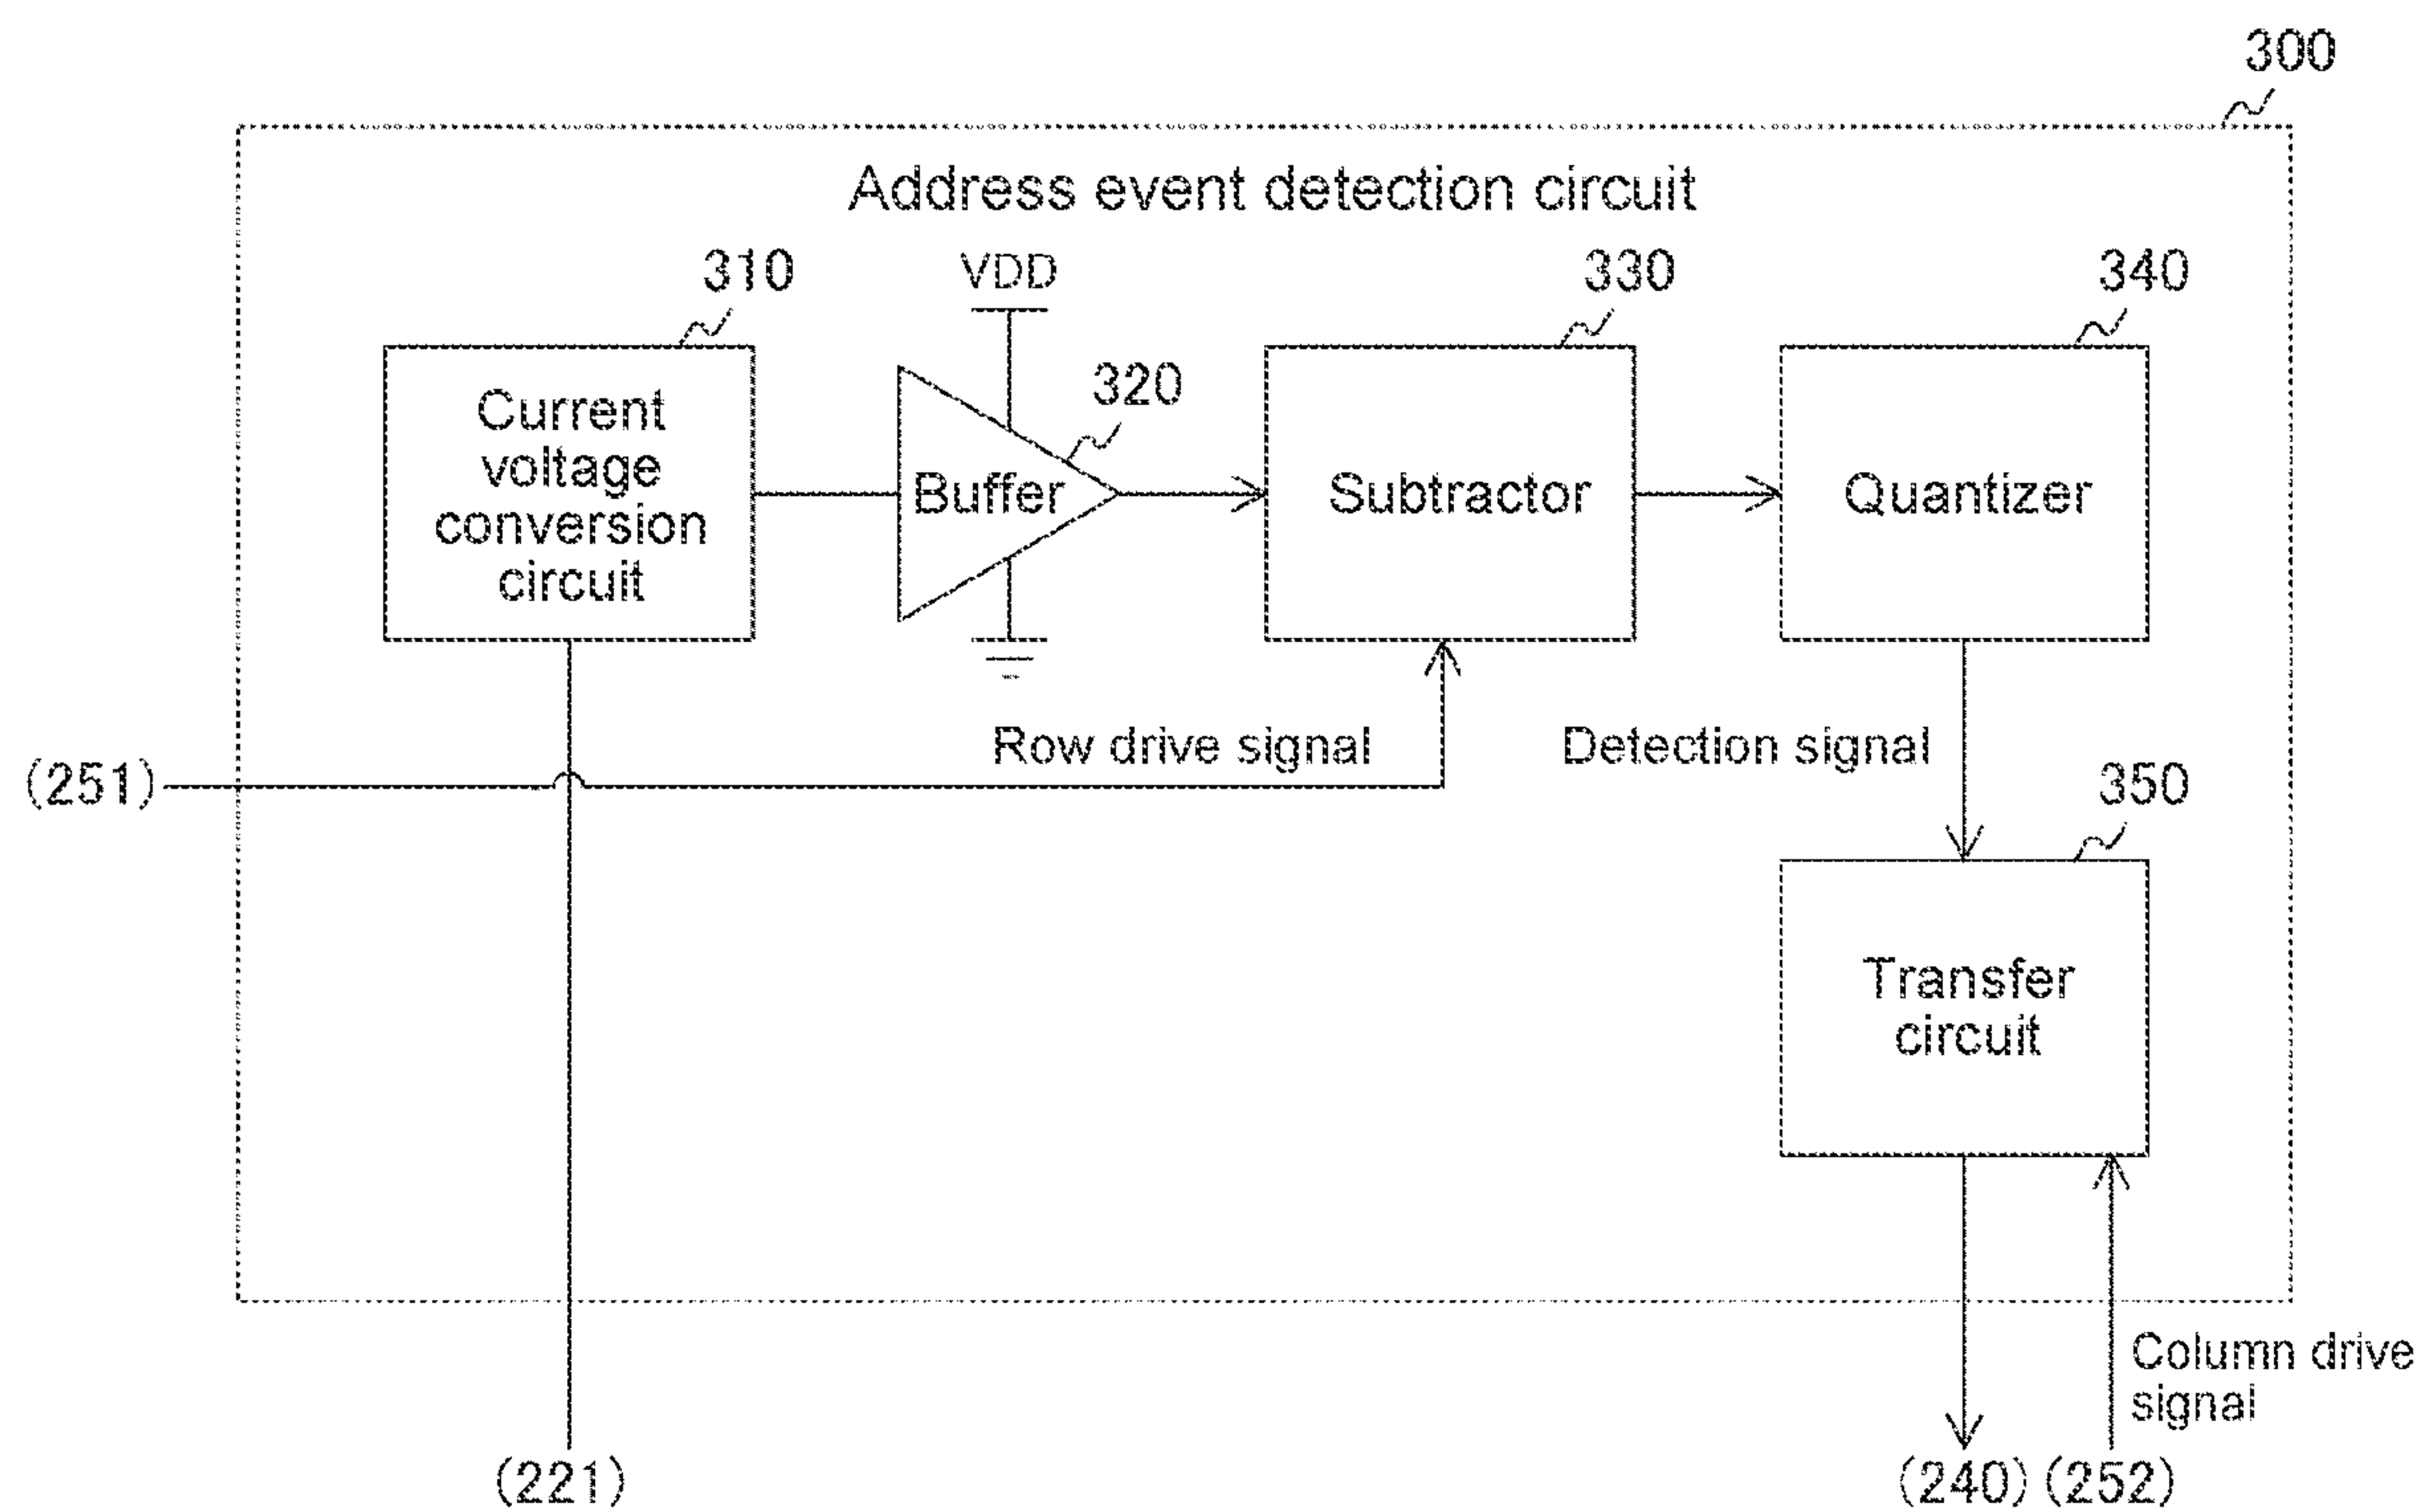 300
Address event detection circuit
310
VDD
330
340
320
Current
voltage
conversion
circuit
Buffer
Subtractor
Quantizer
Row drive signal
Detection signal
(251)
350
Transfer
circuit
Column drive
signal
(221)
(240)
(252)